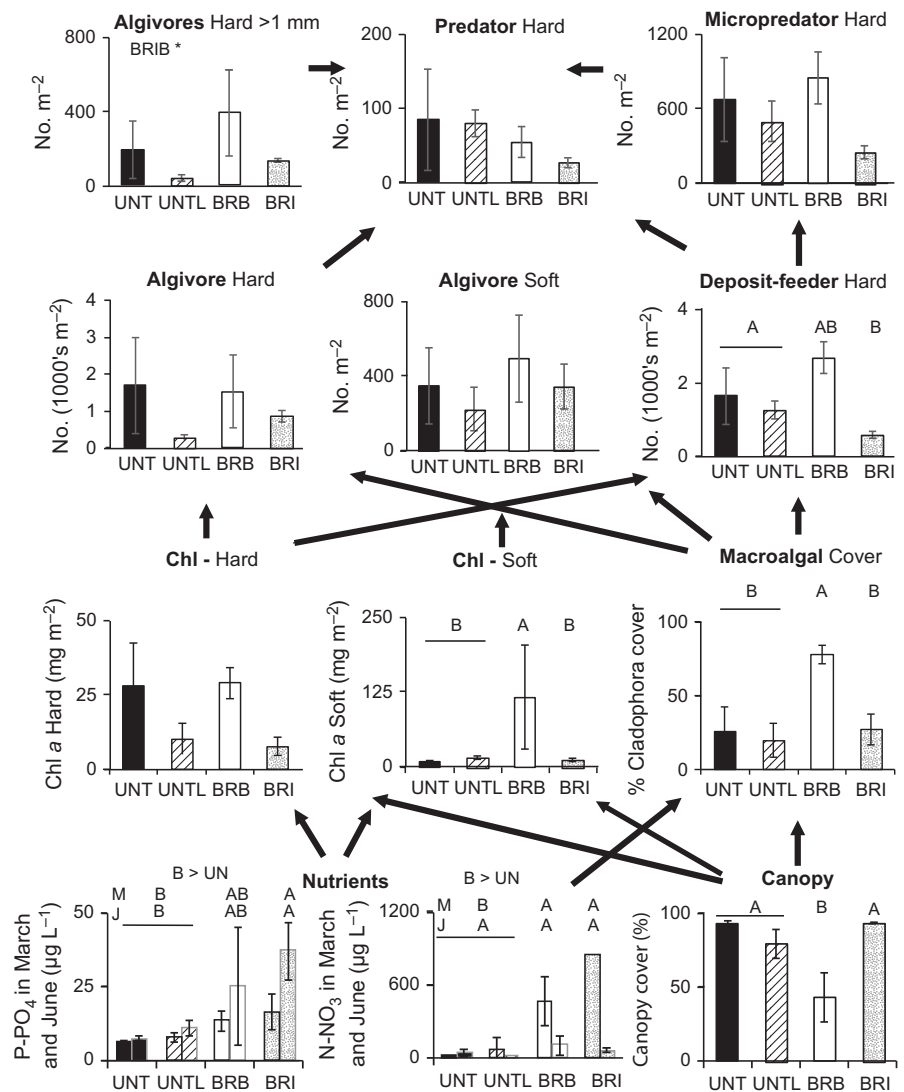 Algivores Hard >1 mm
BRIB *
No. m⁻²
800
400
0
UNT UNTL BRB BRI
Predator Hard
No. m⁻²
200
100
0
UNT UNTL BRB BRI
Micropredator Hard
No. m⁻²
1200
600
0
UNT UNTL BRB BRI
Algivore Hard
No. (1000's m⁻²)
4
3
2
1
0
UNT UNTL BRB BRI
Algivore Soft
No. m⁻²
800
400
0
UNT UNTL BRB BRI
Deposit-feeder Hard
No. (1000's m⁻²)
4
2
0
A AB B
UNT UNTL BRB BRI
Chl - Hard
Chl a Hard (mg m⁻²)
50
25
0
UNT UNTL BRB BRI
Chl - Soft
Chl a Soft (mg m⁻²)
250
125
0
B A B
UNT UNTL BRB BRI
Macroalgal Cover
% Cladophora cover
100
50
0
B A B
UNT UNTL BRB BRI
Nutrients
B > UN
M B AB A
J B AB A
P-PO₄ in March
and June (µg L⁻¹)
50
25
0
UNT UNTL BRB BRI
B > UN
M B A A
J A A A
N-NO₃ in March
and June (µg L⁻¹)
1200
600
0
UNT UNTL BRB BRI
Canopy
Canopy cover (%)
100
50
0
A B A
UNT UNTL BRB BRI